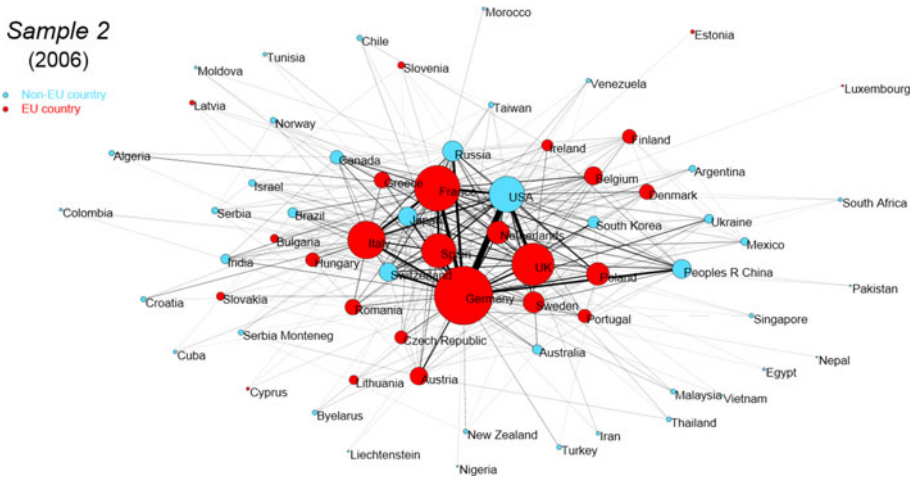 Sample 2
(2006)
Non-EU country
EU country
Morocco
Estonia
Chile
Tunisia
Slovenia
Moldova
Venezuela
Luxembourg
Latvia
Taiwan
Norway
Finland
Ireland
Algeria
Canada
Russia
Argentina
Greece
Belgium
Israel
France
Denmark
USA
South Africa
Colombia
Serbia
Brazil
Japan
South Korea
Ukraine
Netherlands
Bulgaria
Italy
Mexico
Spain
Hungary
India
UK
Switzerland
Poland
Peoples R China
Pakistan
Croatia
Slovakia
Germany
Romania
Sweden
Portugal
Singapore
Serbia Monteneg
Czech Republic
Cuba
Australia
Nepal
Egypt
Lithuania
Austria
Cyprus
Malaysia
Vietnam
Byelarus
Thailand
New Zealand
Iran
Liechtenstein
Turkey
Nigeria